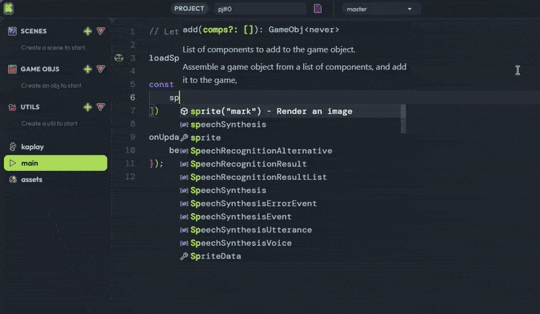 PROJECT pj#0 master
SCENES
Create a scene to start
GAME OBJS
Create an obj to start
UTILS
Create a util to start
kaplay
main
assets
1 // Let
2
3 loadSp
4
5 const
6 sp
7 ])
8
9 onUpda
10 be
11 });
12
add(comps?: []): GameObj<never>
List of components to add to the game object.
Assemble a game object from a list of components, and add
it to the game,
sprite("mark") - Render an image
speechSynthesis
sprite
SpeechRecognitionAlternative
SpeechRecognitionResult
SpeechRecognitionResultList
SpeechSynthesis
SpeechSynthesisErrorEvent
SpeechSynthesisEvent
SpeechSynthesisUtterance
SpeechSynthesisVoice
SpriteData